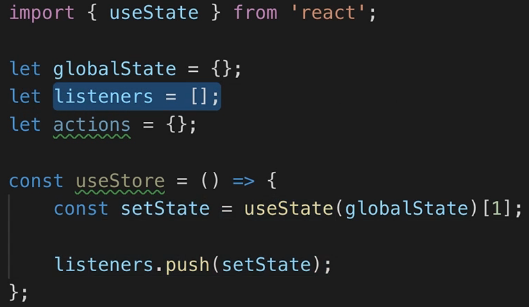 import { useState } from 'react';
let globalState = {};
let listeners = [];
let actions = {};
const useStore = () => {
    const setState = useState(globalState)[1];
    listeners.push(setState);
};